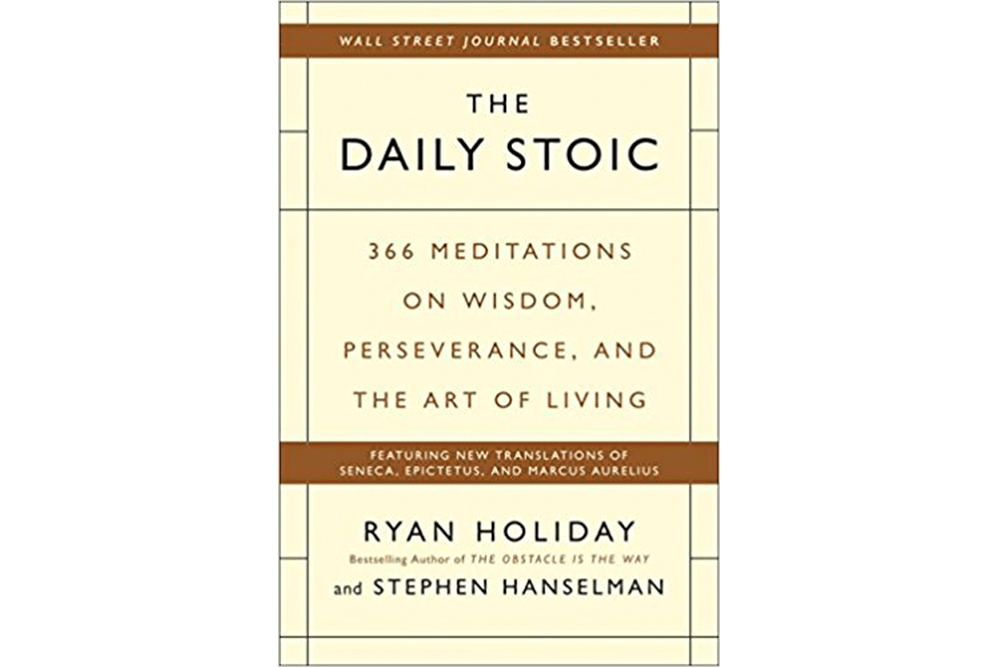 WALL STREET JOURNAL BESTSELLER
THE
DAILY STOIC
366 MEDITATIONS
ON WISDOM,
PERSEVERANCE, AND
THE ART OF LIVING
FEATURING NEW TRANSLATIONS OF
SENECA, EPICTETUS, AND MARCUS AURELIUS
RYAN HOLIDAY
Bestselling Author of THE OBSTACLE IS THE WAY
and STEPHEN HANSELMAN